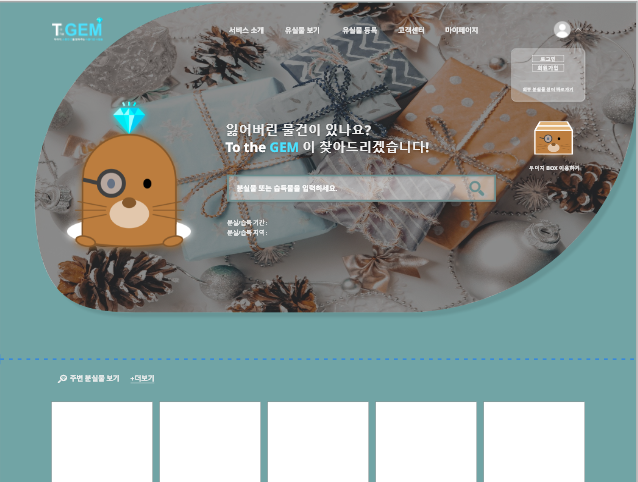 T.GEM
서비스 소개 유실물 보기 유실물 등록 고객센터 마이페이지
로그인
회원가입
잃어버린 물건이 있나요?
To the GEM 이 찾아드리겠습니다!
분실물 또는 습득물을 입력하세요.
두더지 BOX 이용하기
분실/습득 기간 :
분실/습득 지역 :
주변 분실물 보기 +더보기